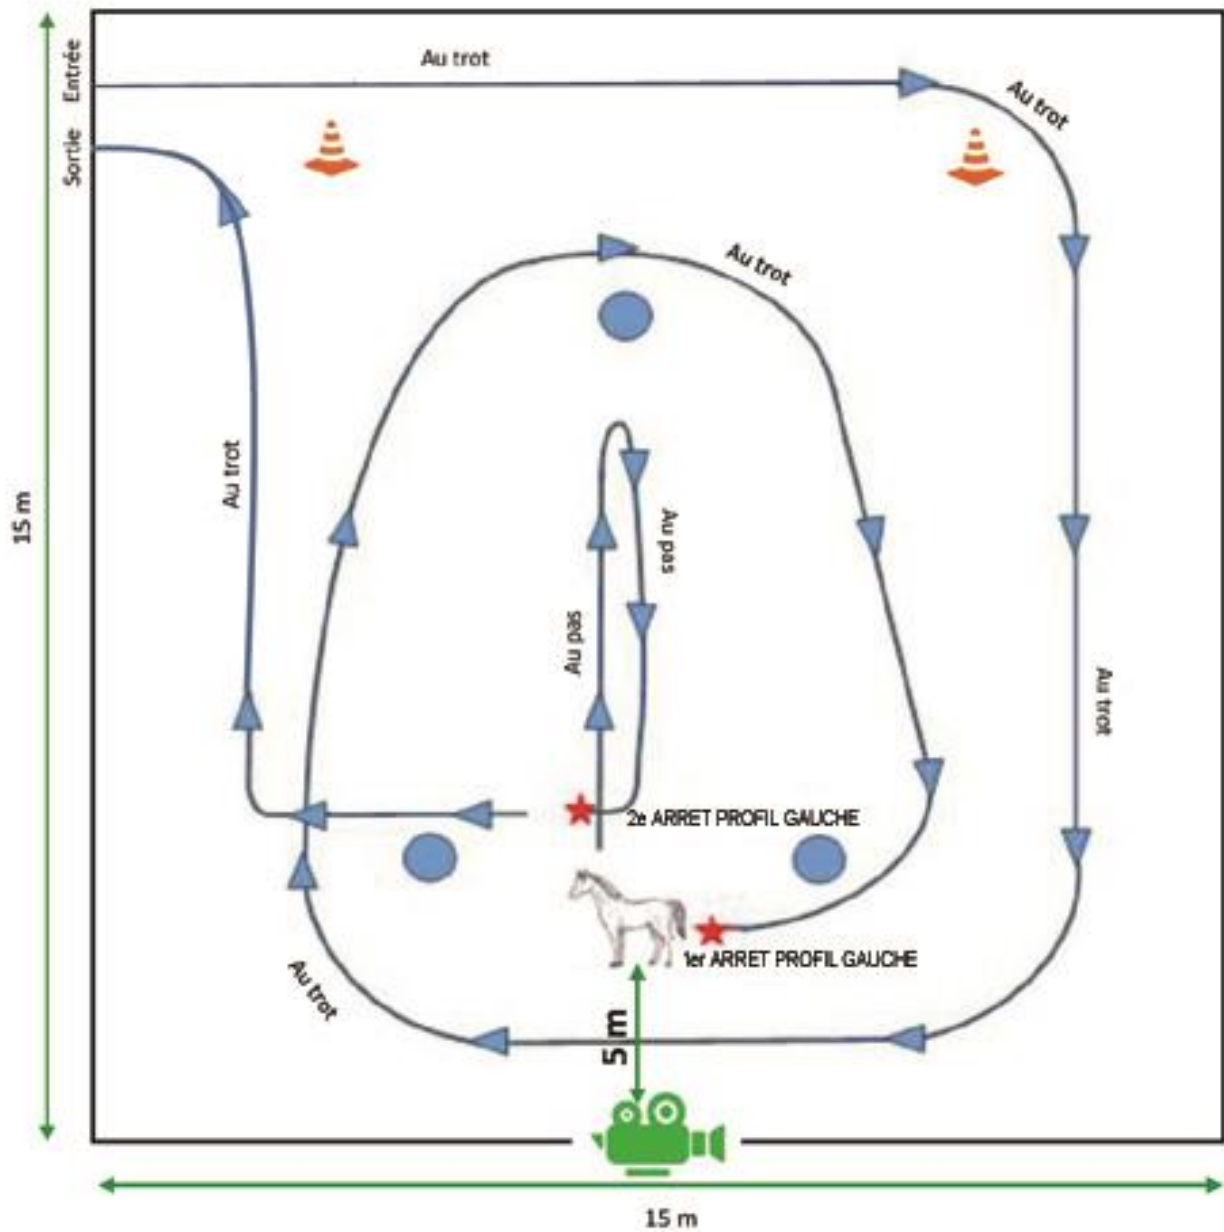 Au trot
Entrée
Au trot
Sortie
Au trot
Au trot
Au pas
15 m
Au pas
Au trot
2e ARRET PROFIL GAUCHE
1er ARRET PROFIL GAUCHE
Au trot
5 m
15 m